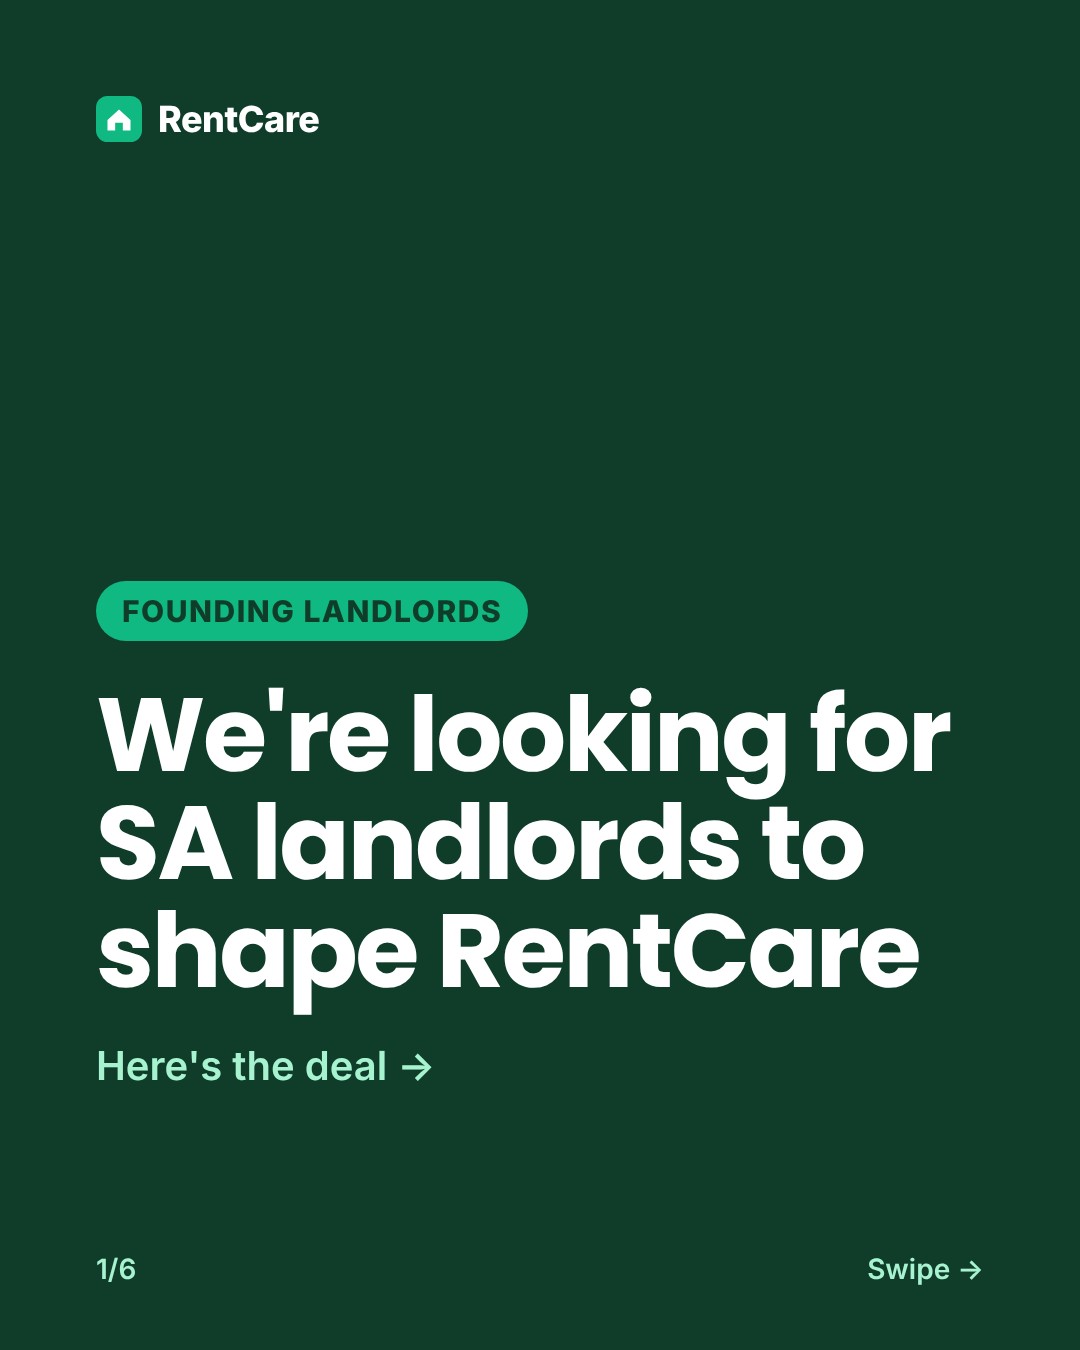 RentCare
FOUNDING LANDLORDS
We're looking for
SA landlords to
shape RentCare
Here's the deal →
1/6
Swipe →